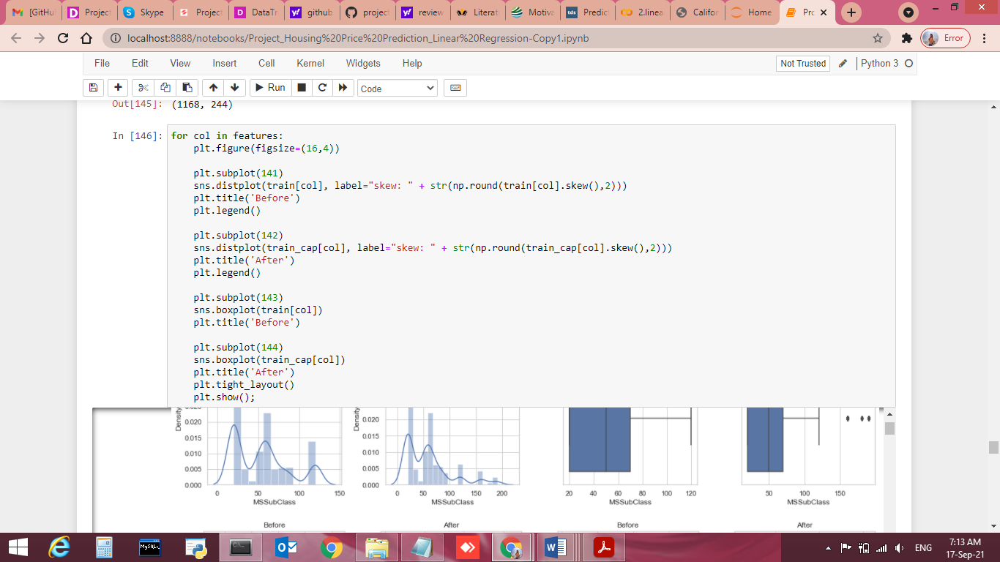 [GitHu
Project
Skype
Project
DataTr
github
project
review
Literat
Motiva
Predic
2.linea
Califor
Home
Prc
localhost:8888/notebooks/Project_Housing%20Price%20Prediction_Linear%20Regression-Copy1.ipynb
Error
File Edit View Insert Cell Kernel Widgets Help
Not Trusted
Python 3
Run
Code
Out[145]: (1168, 244)
In [146]: for col in features:
    plt.figure(figsize=(16,4))
    plt.subplot(141)
    sns.distplot(train[col], label="skew: " + str(np.round(train[col].skew(),2)))
    plt.title('Before')
    plt.legend()
    plt.subplot(142)
    sns.distplot(train_cap[col], label="skew: " + str(np.round(train_cap[col].skew(),2)))
    plt.title('After')
    plt.legend()
    plt.subplot(143)
    sns.boxplot(train[col])
    plt.title('Before')
    plt.subplot(144)
    sns.boxplot(train_cap[col])
    plt.title('After')
    plt.tight_layout()
    plt.show();
Density
0.020
0.015
0.010
0.005
0.000
0 50 100 150
MSSubClass
Density
0.020
0.015
0.010
0.005
0.000
0 50 100 150 200
MSSubClass
20 40 60 80 100 120
MSSubClass
50 100 150
MSSubClass
Before After Before After
MySQL
ENG
7:13 AM
17-Sep-21